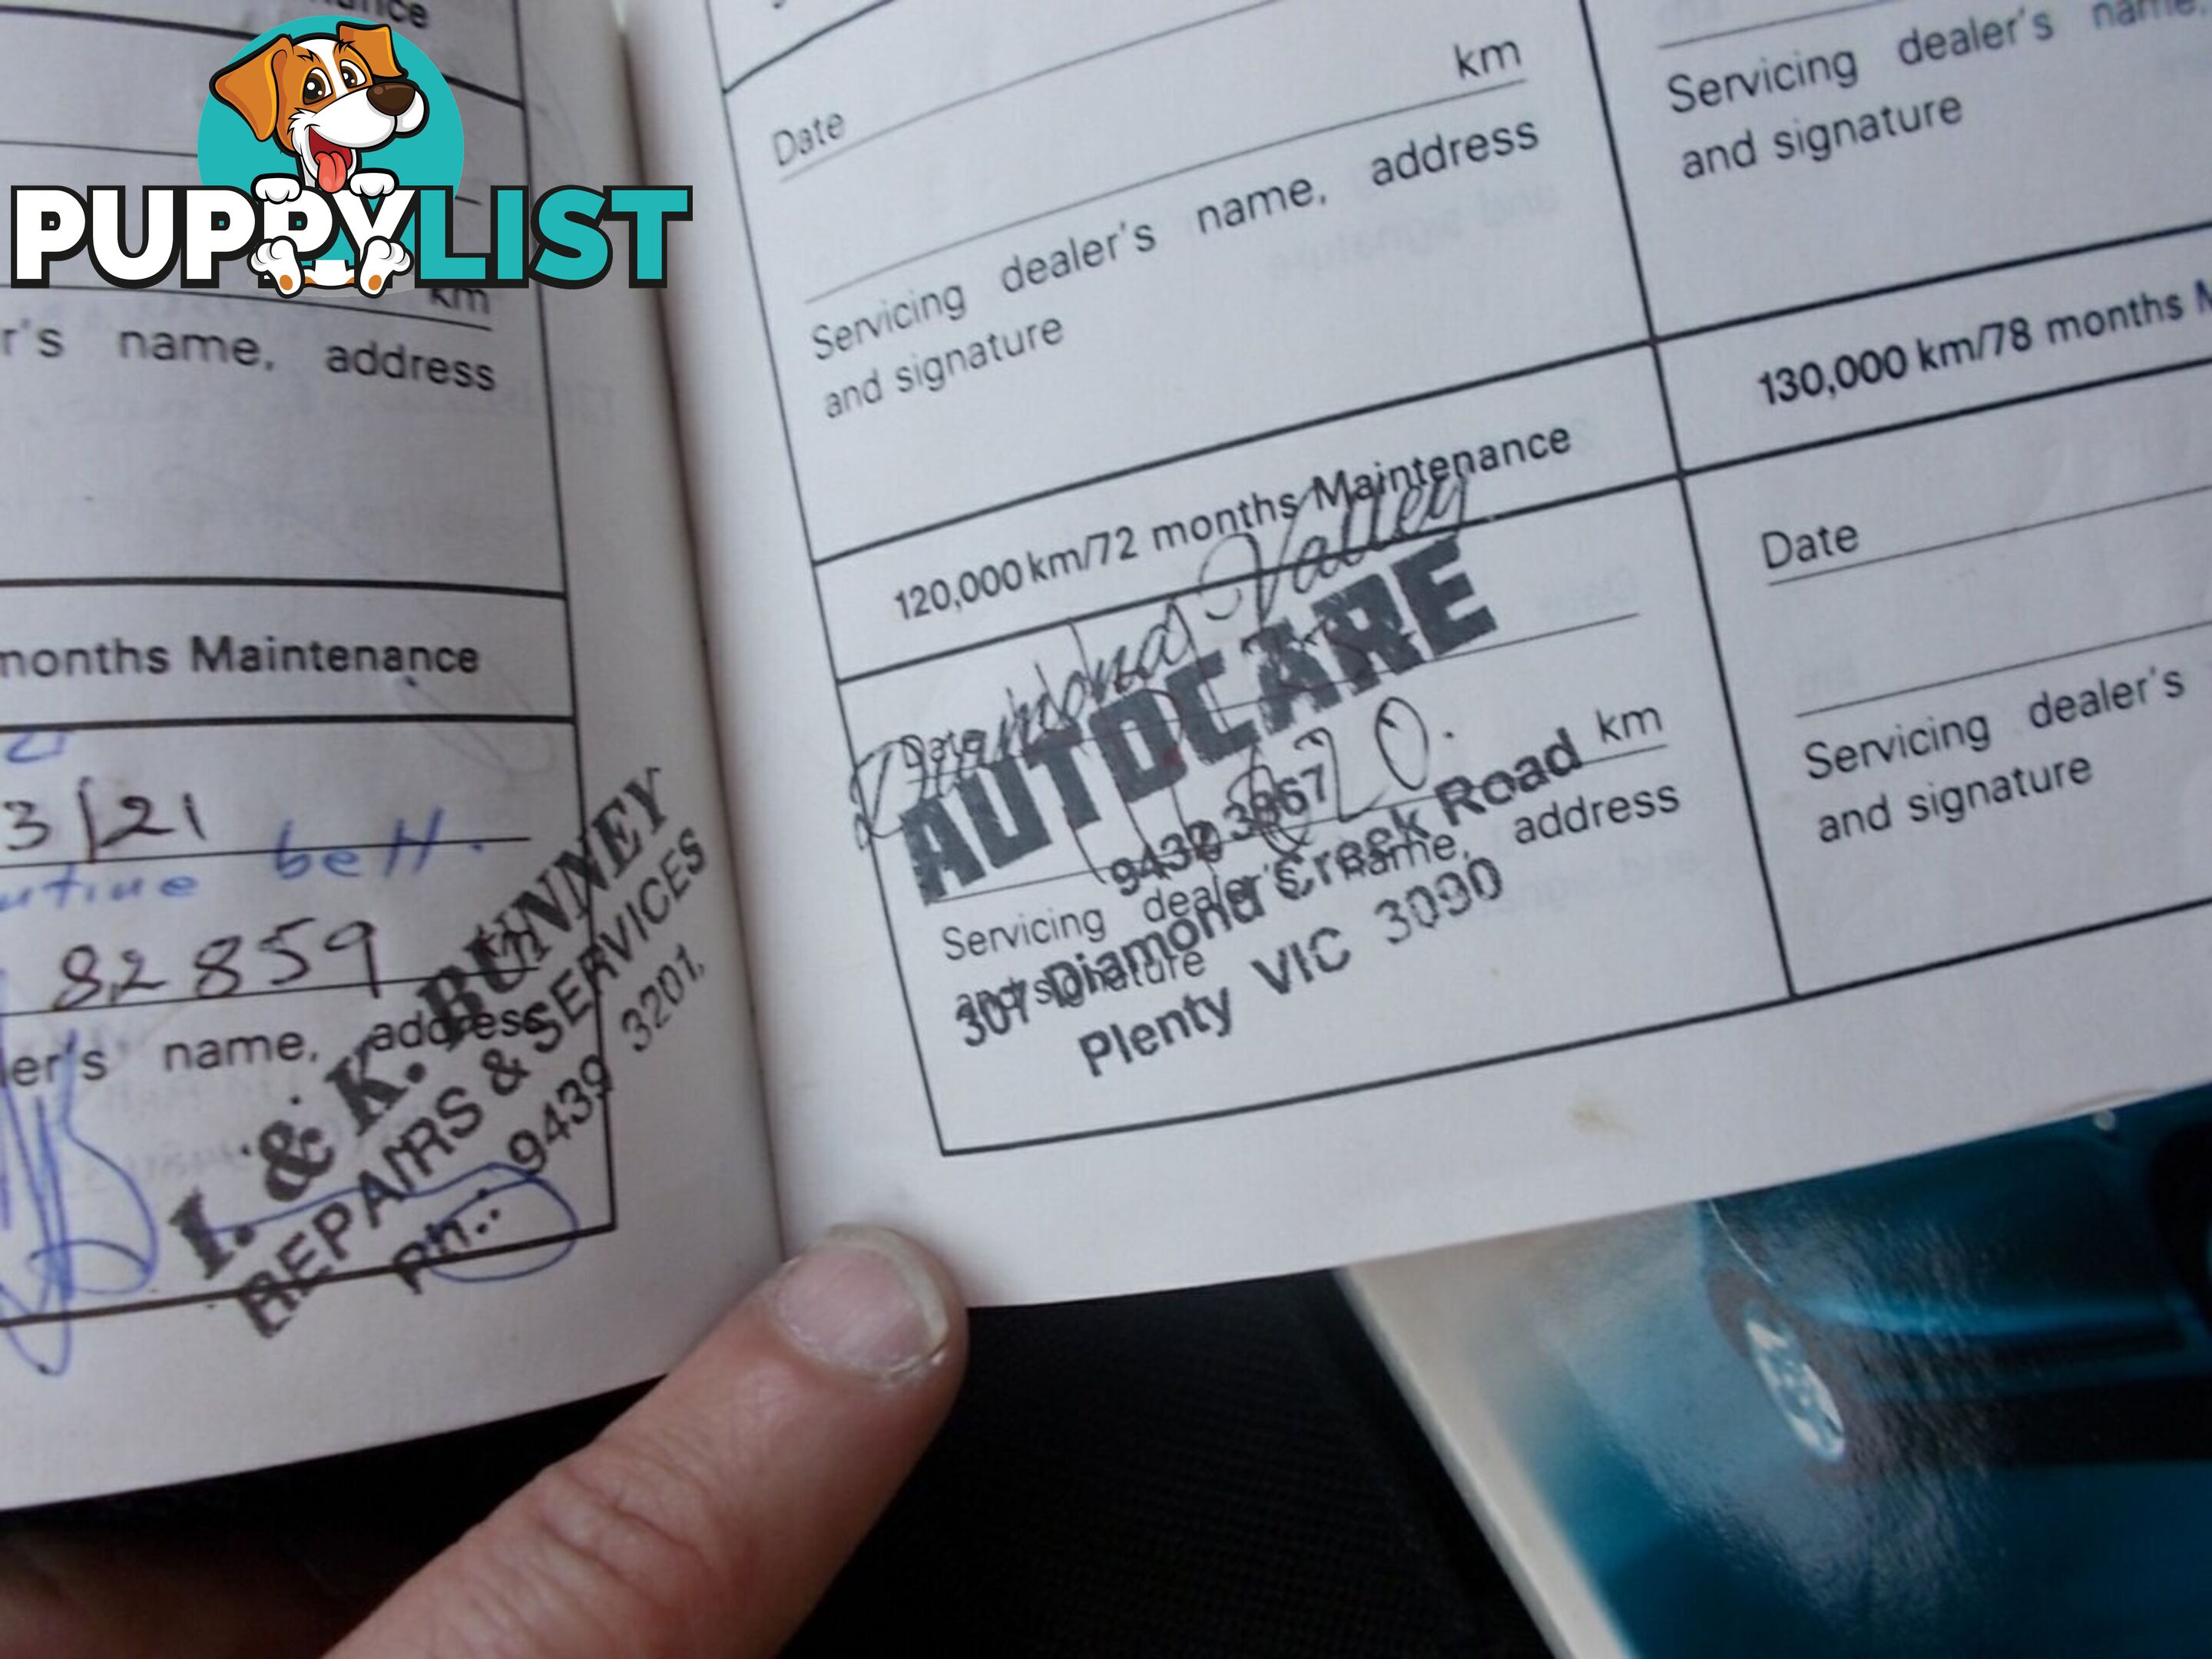 PUPPYLIST
km
r's name, address
months Maintenance
3/21
belt.
82859
ler's name, address
I. & K. BUNNEY
REPAIRS & SERVICES
Ph.: 9439 3201
km
Date
Servicing dealer's name, address
and signature
120,000 km/72 months Maintenance
Diamond Valley
AUTOCARE
Date
20.
km
Servicing dealer's name, address
and signature
307 Diamond Creek Road
Plenty VIC 3090
Servicing dealer's name,
and signature
130,000 km/78 months M
Date
Servicing dealer's
and signature